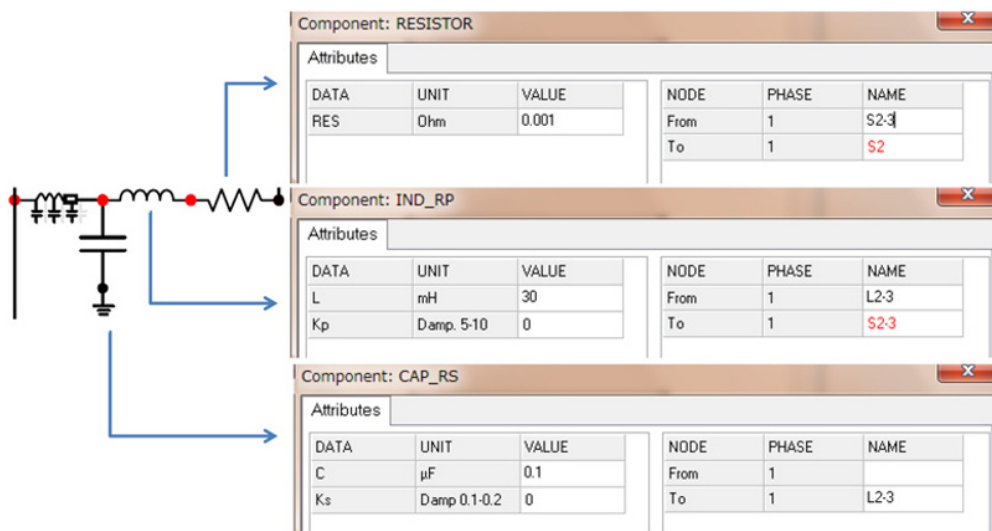 Component: RESISTOR
Attributes
DATA UNIT VALUE NODE PHASE NAME
RES Ohm 0.001 From 1 S2-3
To 1 S2
Component: IND_RP
Attributes
DATA UNIT VALUE NODE PHASE NAME
L mH 30 From 1 L2-3
Kp Damp. 5-10 0 To 1 S2-3
Component: CAP_RS
Attributes
DATA UNIT VALUE NODE PHASE NAME
C µF 0.1 From 1
Ks Damp 0.1-0.2 0 To 1 L2-3